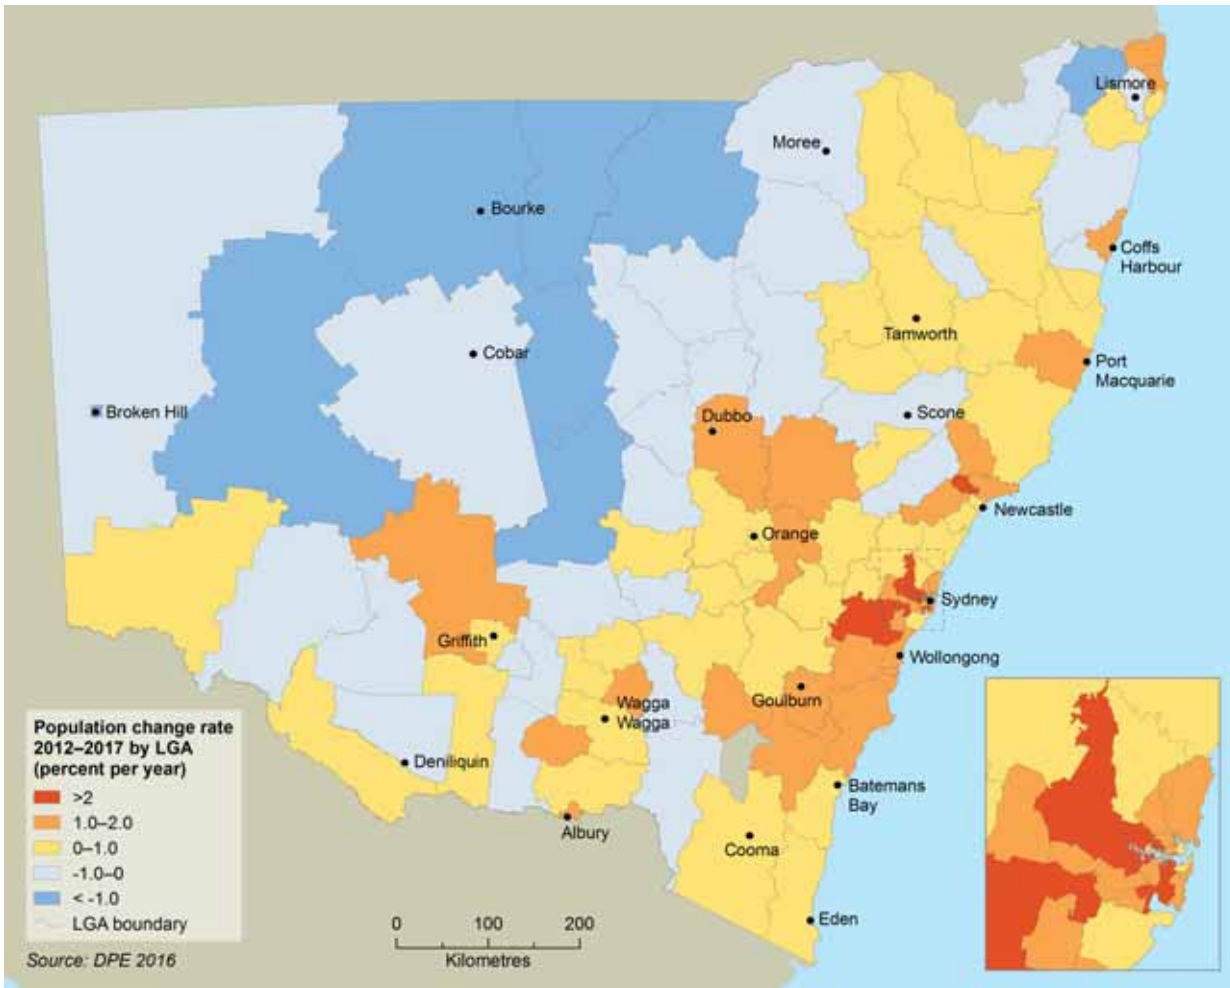 Lismore
Moree
Bourke
Coffs
Harbour
Tamworth
Cobar
Port
Macquarie
Broken Hill
Dubbo
Scone
Newcastle
Orange
Sydney
Griffith
Wollongong
Goulburn
Wagga
Wagga
Deniliquin
Batemans
Bay
Albury
Cooma
Eden
Population change rate
2012–2017 by LGA
(percent per year)
>2
1.0–2.0
0–1.0
-1.0–0
< -1.0
LGA boundary
Source: DPE 2016
0 100 200
Kilometres